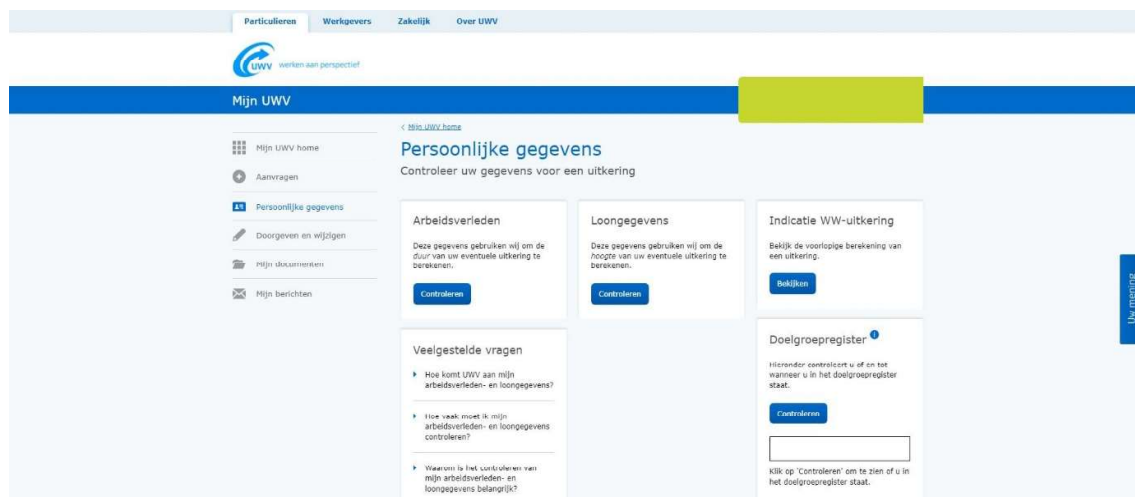 Particulieren Werkgevers Zakelijk Over UWV
UWV werken aan perspectief
Mijn UWV
< Mijn UWV home
Mijn UWV home
Aanvragen
Persoonlijke gegevens
Doorgeven en wijzigen
Mijn documenten
Mijn berichten
Persoonlijke gegevens
Controleer uw gegevens voor een uitkering
Arbeidsverleden
Deze gegevens gebruiken wij om de
duur van uw eventuele uitkering te
berekenen.
Controleren
Loongegevens
Deze gegevens gebruiken wij om de
hoogte van uw eventuele uitkering te
berekenen.
Controleren
Indicatie WW-uitkering
Bekijk de voorlopige berekening van
een uitkering.
Bekijken
Veelgestelde vragen
Hoe komt UWV aan mijn
arbeidsverleden- en loongegevens?
Hoe vaak moet ik mijn
arbeidsverleden- en loongegevens
controleren?
Waarom is het controleren van
mijn arbeidsverleden- en
loongegevens belangrijk?
Doelgroepregister
Hieronder controleert u of en tot
wanneer u in het doelgroepregister
staat.
Controleren
Klik op 'Controleren' om te zien of u in
het doelgroepregister staat.
Uw mening